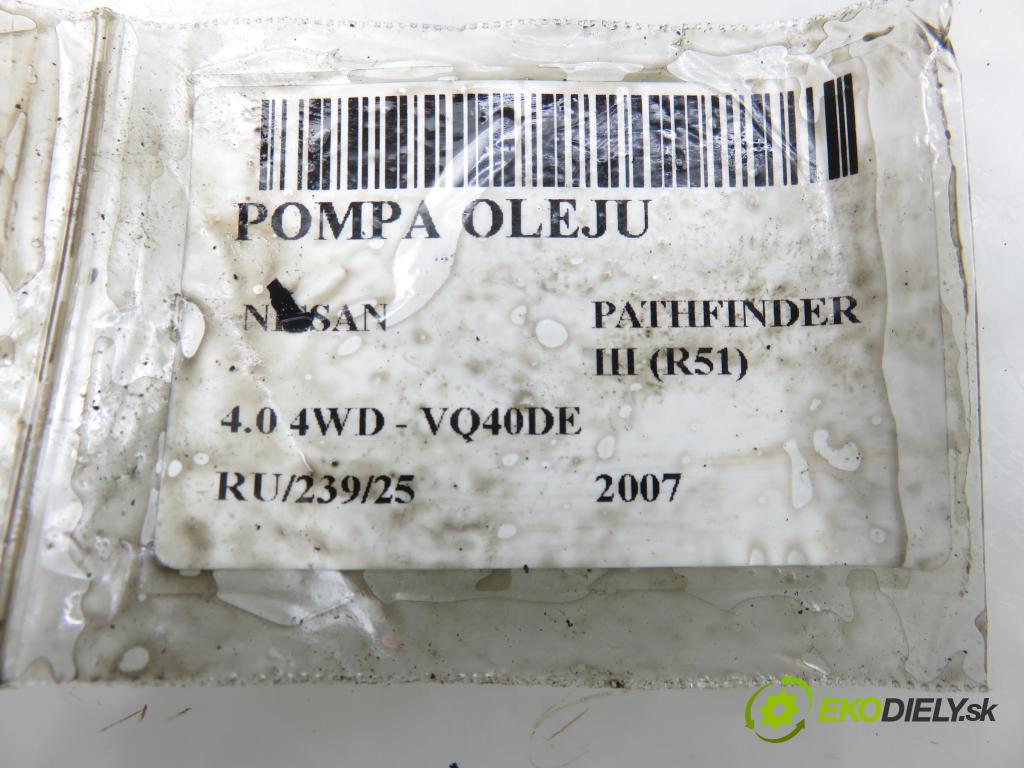 POMPA OLEJU
NISSAN PATHFINDER
III (R51)
4.0 4WD - VQ40DE
RU/239/25 2007
EKODIELY.sk